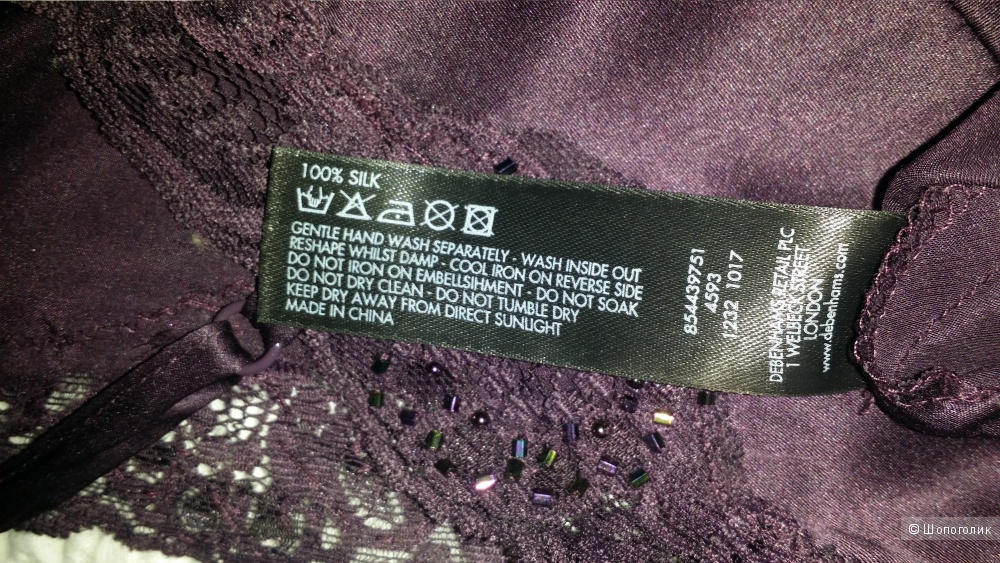 100% SILK
GENTLE HAND WASH SEPARATELY - WASH INSIDE OUT
RESHAPE WHILST DAMP - COOL IRON ON REVERSE SIDE
DO NOT IRON ON EMBELLSIHMENT - DO NOT SOAK
DO NOT DRY CLEAN - DO NOT TUMBLE DRY
KEEP DRY AWAY FROM DIRECT SUNLIGHT
MADE IN CHINA
854439751
4593
1232 1017
DEBENHAMS RETAIL PLC
1 WELBECK STREET
LONDON
www.debenhams.com
© Шопоголик